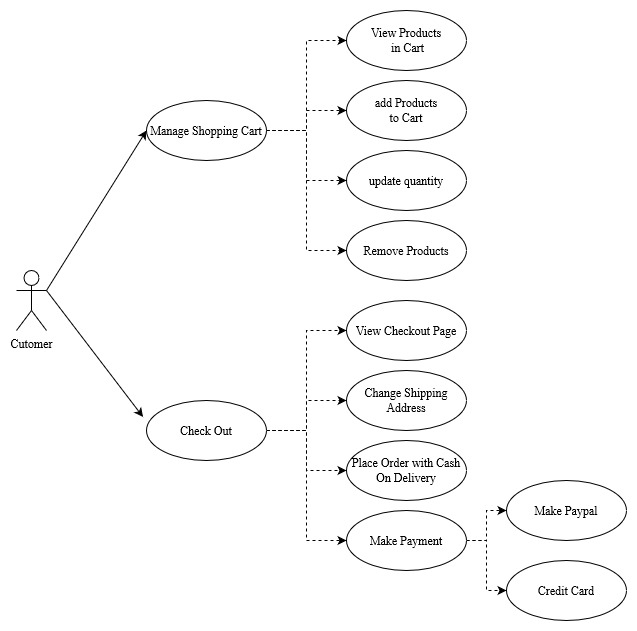 View Products
in Cart
add Products
to Cart
Manage Shopping Cart
update quantity
Remove Products
Cutomer
View Checkout Page
Change Shipping
Address
Check Out
Place Order with Cash
On Delivery
Make Payment
Make Paypal
Credit Card